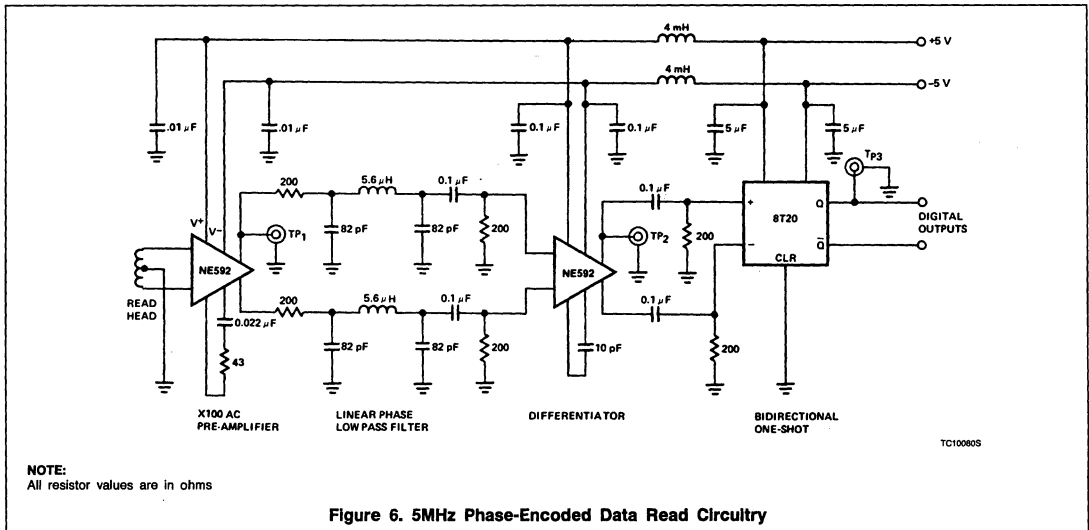 4 mH
+5 V
4 mH
−5 V
.01 μF
.01 μF
0.1 μF
0.1 μF
5 μF
5 μF
TP3
200
5.6 μH
0.1 μF
0.1 μF
V+
V−
TP1
82 pF
82 pF
200
TP2
200
+
8T20
Q
DIGITAL
OUTPUTS
−
Q̅
CLR
NE592
NE592
READ
HEAD
200
5.6 μH
0.1 μF
0.1 μF
0.022 μF
82 pF
82 pF
200
10 pF
200
43
X100 AC
PRE-AMPLIFIER
LINEAR PHASE
LOW PASS FILTER
DIFFERENTIATOR
BIDIRECTIONAL
ONE-SHOT
TC10080S
NOTE:
All resistor values are in ohms
Figure 6. 5MHz Phase-Encoded Data Read Circuitry